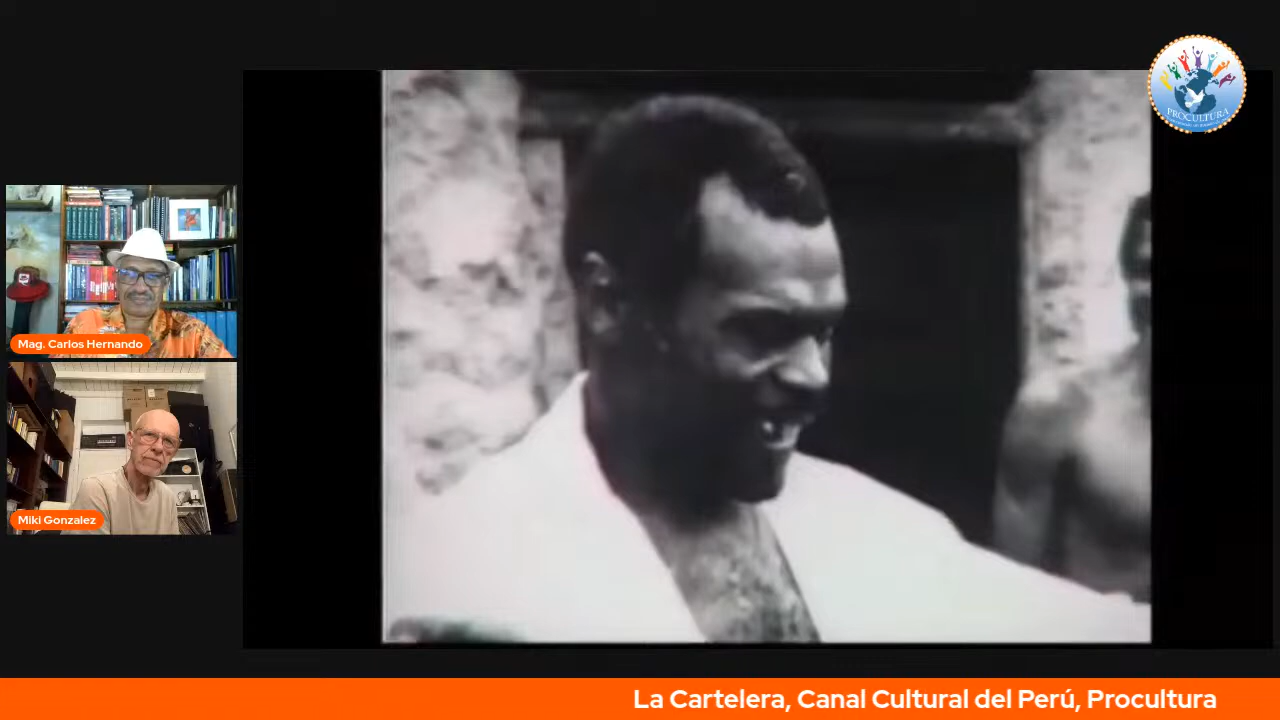 PROCULTURA
Mag. Carlos Hernando
Miki Gonzalez
La Cartelera, Canal Cultural del Perú, Procultura